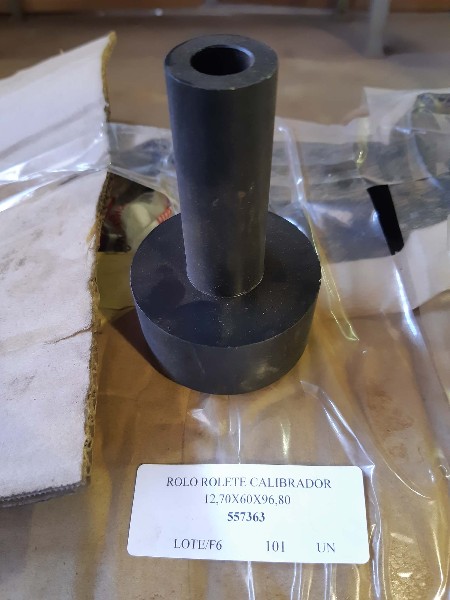 ROLO ROLETE CALIBRADOR
12,70X60X96,80
557363
LOTE/F6 101 UN